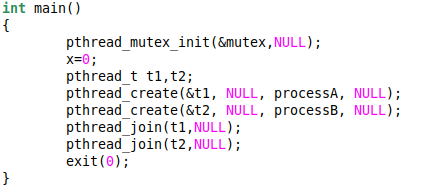 int main()
{
        pthread_mutex_init(&mutex,NULL);
        x=0;
        pthread_t t1,t2;
        pthread_create(&t1, NULL, processA, NULL);
        pthread_create(&t2, NULL, processB, NULL);
        pthread_join(t1,NULL);
        pthread_join(t2,NULL);
        exit(0);
}